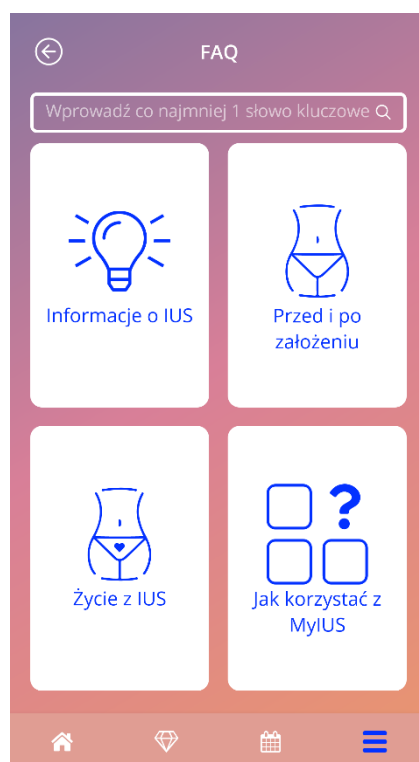 FAQ
Wprowadź co najmniej 1 słowo kluczowe
Informacje o IUS
Przed i po
założeniu
Życie z IUS
?
Jak korzystać z
MyIUS